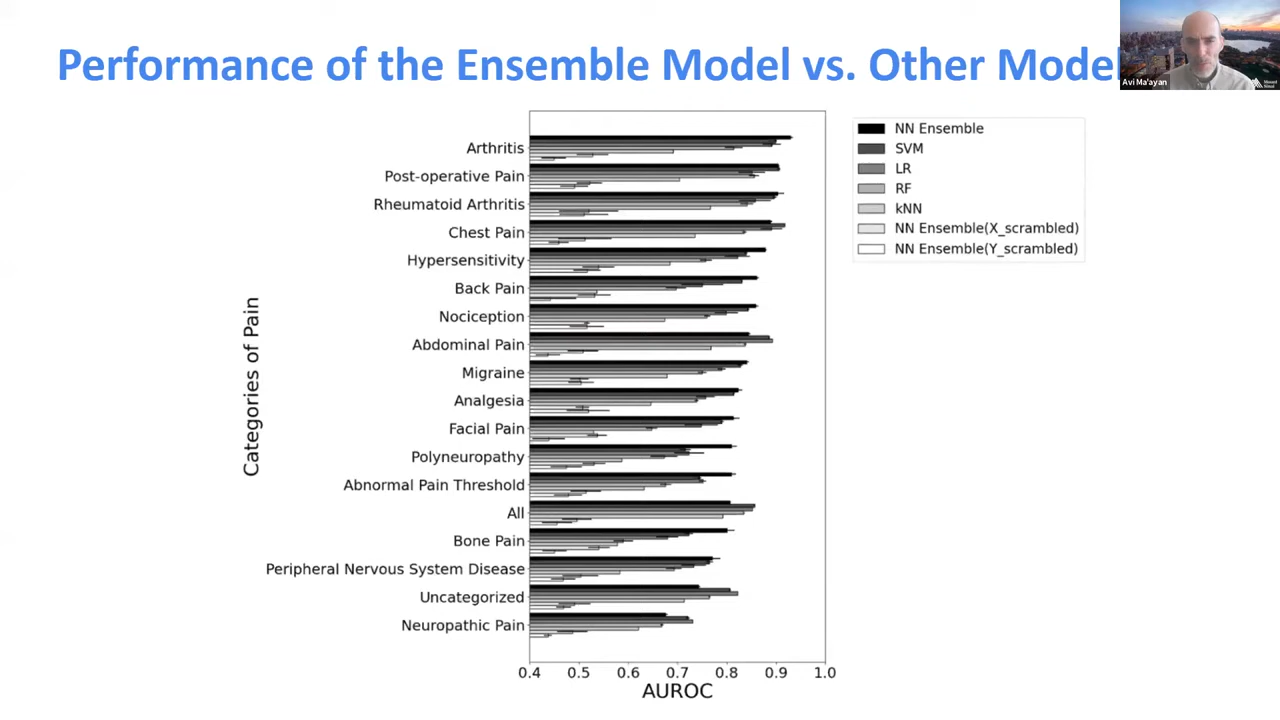 Performance of the Ensemble Model vs. Other Model
Avi Ma'ayan
Mount
Sinai
NN Ensemble
SVM
LR
RF
kNN
NN Ensemble(X_scrambled)
NN Ensemble(Y_scrambled)
Categories of Pain
Arthritis
Post-operative Pain
Rheumatoid Arthritis
Chest Pain
Hypersensitivity
Back Pain
Nociception
Abdominal Pain
Migraine
Analgesia
Facial Pain
Polyneuropathy
Abnormal Pain Threshold
All
Bone Pain
Peripheral Nervous System Disease
Uncategorized
Neuropathic Pain
0.4 0.5 0.6 0.7 0.8 0.9 1.0
AUROC